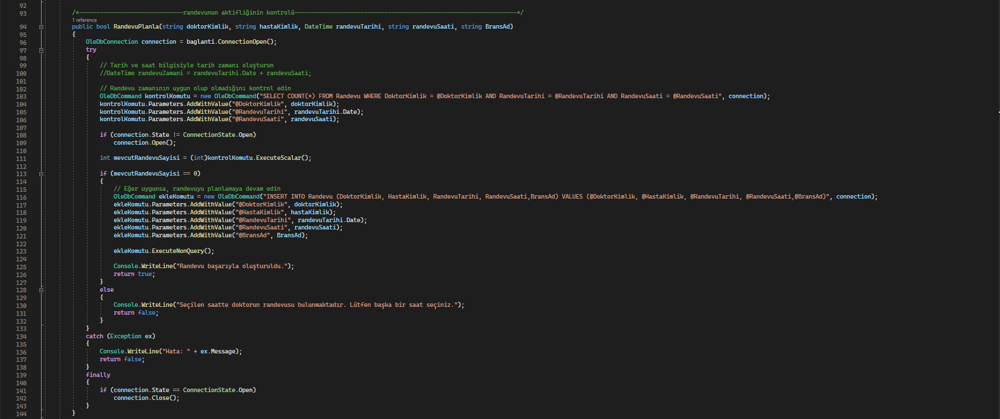 92
93 /*------------------------------randevunun aktifliğinin kontrolü----------------------------------------------------------------*/
1 reference
94 public bool RandevuPlanla(string doktorKimlik, string hastaKimlik, DateTime randevuTarihi, string randevuSaati, string BransAd)
95 {
96 OleDbConnection connection = baglanti.ConnectionOpen();
97 try
98 {
99 // Tarih ve saat bilgisiyle tarih zamanı oluşturun
100 //DateTime randevuZamani = randevuTarihi.Date + randevuSaati;
101
102 // Randevu zamanının uygun olup olmadığını kontrol edin
103 OleDbCommand kontrolKomutu = new OleDbCommand("SELECT COUNT(*) FROM Randevu WHERE DoktorKimlik = @DoktorKimlik AND RandevuTarihi = @RandevuTarihi AND RandevuSaati = @RandevuSaati", connection);
104 kontrolKomutu.Parameters.AddWithValue("@DoktorKimlik", doktorKimlik);
105 kontrolKomutu.Parameters.AddWithValue("@RandevuTarihi", randevuTarihi.Date);
106 kontrolKomutu.Parameters.AddWithValue("@RandevuSaati", randevuSaati);
107
108 if (connection.State != ConnectionState.Open)
109 connection.Open();
110
111 int mevcutRandevuSayisi = (int)kontrolKomutu.ExecuteScalar();
112
113 if (mevcutRandevuSayisi == 0)
114 {
115 // Eğer uygunsa, randevuyu planlamaya devam edin
116 OleDbCommand ekleKomutu = new OleDbCommand("INSERT INTO Randevu (DoktorKimlik, HastaKimlik, RandevuTarihi, RandevuSaati,BransAd) VALUES (@DoktorKimlik, @HastaKimlik, @RandevuTarihi, @RandevuSaati,@BransAd)", connection);
117 ekleKomutu.Parameters.AddWithValue("@DoktorKimlik", doktorKimlik);
118 ekleKomutu.Parameters.AddWithValue("@HastaKimlik", hastaKimlik);
119 ekleKomutu.Parameters.AddWithValue("@RandevuTarihi", randevuTarihi.Date);
120 ekleKomutu.Parameters.AddWithValue("@RandevuSaati", randevuSaati);
121 ekleKomutu.Parameters.AddWithValue("@BransAd", BransAd);
122
123 ekleKomutu.ExecuteNonQuery();
124
125 Console.WriteLine("Randevu başarıyla oluşturuldu.");
126 return true;
127 }
128 else
129 {
130 Console.WriteLine("Seçilen saatte doktorun randevusu bulunmaktadır. Lütfen başka bir saat seçiniz.");
131 return false;
132 }
133 }
134 catch (Exception ex)
135 {
136 Console.WriteLine("Hata: " + ex.Message);
137 return false;
138 }
139 finally
140 {
141 if (connection.State == ConnectionState.Open)
142 connection.Close();
143 }
144 }